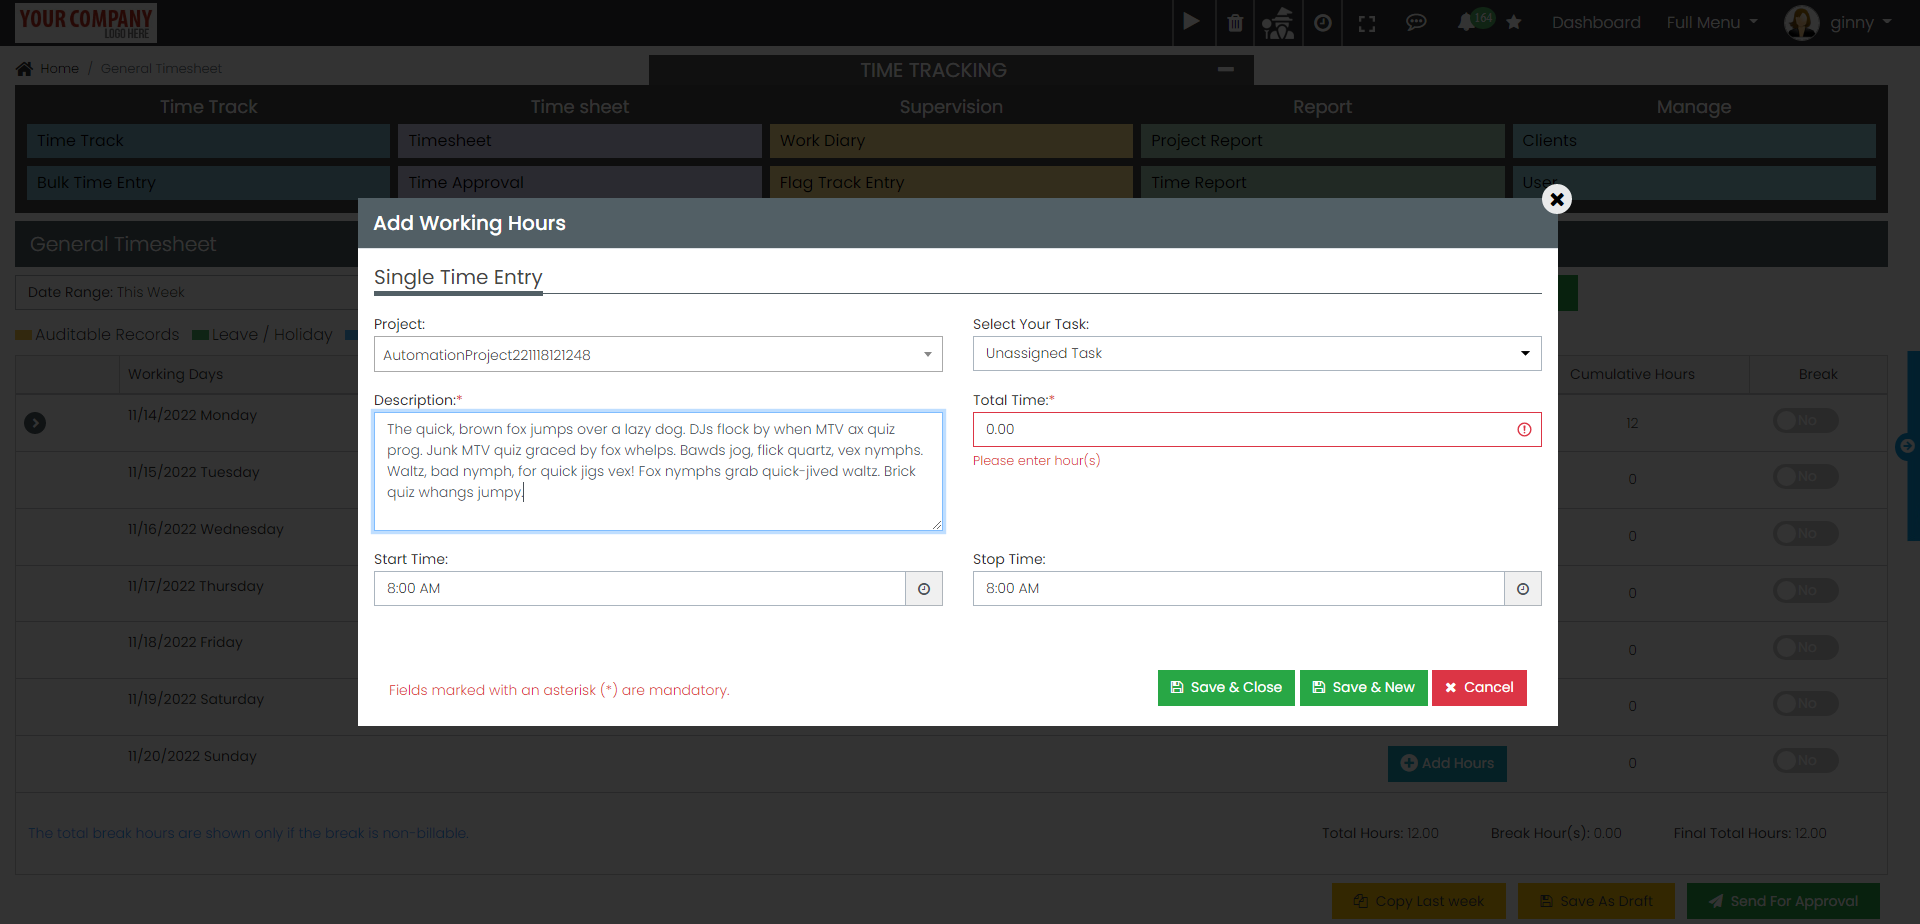 YOUR COMPANY
LOGO HERE
164
Dashboard
Full Menu
ginny
Home / General Timesheet
TIME TRACKING
Time Track
Time sheet
Supervision
Report
Manage
Time Track
Timesheet
Work Diary
Project Report
Clients
Bulk Time Entry
Time Approval
Flag Track Entry
Time Report
User
General Timesheet
Add Working Hours
Date Range: This Week
Auditable Records
Leave / Holiday
Single Time Entry
Project:
AutomationProject221118121248
Select Your Task:
Unassigned Task
Description:*
The quick, brown fox jumps over a lazy dog. DJs flock by when MTV ax quiz
prog. Junk MTV quiz graced by fox whelps. Bawds jog, flick quartz, vex nymphs.
Waltz, bad nymph, for quick jigs vex! Fox nymphs grab quick-jived waltz. Brick
quiz whangs jumpy.
Total Time:*
0.00
Please enter hour(s)
Start Time:
8:00 AM
Stop Time:
8:00 AM
Fields marked with an asterisk (*) are mandatory.
Save & Close
Save & New
Cancel
Working Days
Cumulative Hours
Break
11/14/2022 Monday
12
No
11/15/2022 Tuesday
0
No
11/16/2022 Wednesday
0
No
11/17/2022 Thursday
0
No
11/18/2022 Friday
0
No
11/19/2022 Saturday
0
No
11/20/2022 Sunday
Add Hours
0
No
The total break hours are shown only if the break is non-billable.
Total Hours: 12.00
Break Hour(s): 0.00
Final Total Hours: 12.00
Copy Last week
Save As Draft
Send For Approval